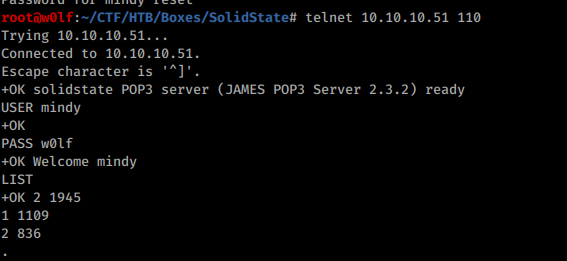 Password for mindy reset
root@w0lf:~/CTF/HTB/Boxes/SolidState# telnet 10.10.10.51 110
Trying 10.10.10.51...
Connected to 10.10.10.51.
Escape character is '^]'.
+OK solidstate POP3 server (JAMES POP3 Server 2.3.2) ready
USER mindy
+OK
PASS w0lf
+OK Welcome mindy
LIST
+OK 2 1945
1 1109
2 836
.